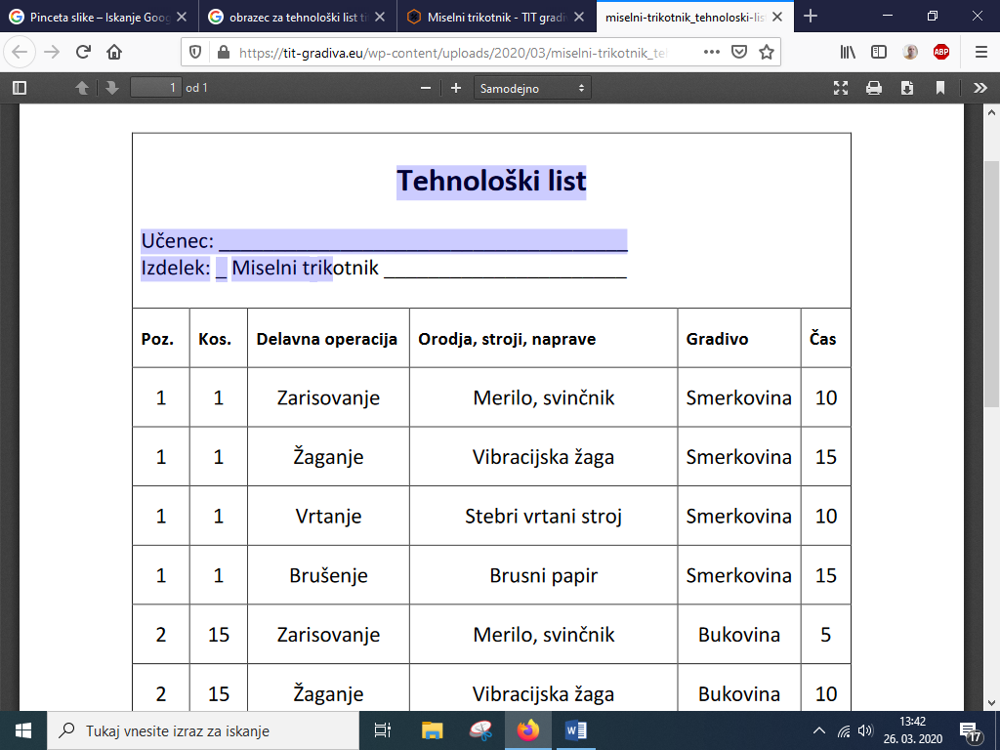 Pinceta slike – Iskanje Goog
obrazec za tehnološki list ti
Miselni trikotnik - TIT gradi
miselni-trikotnik_tehnoloski-lis
https://tit-gradiva.eu/wp-content/uploads/2020/03/miselni-trikotnik_te
ABP
1 od 1
Samodejno
Tehnološki list
Učenec: ______________________________________
Izdelek: _ Miselni trikotnik _______________________
Poz. Kos. Delavna operacija Orodja, stroji, naprave Gradivo Čas
1 1 Zarisovanje Merilo, svinčnik Smerkovina 10
1 1 Žaganje Vibracijska žaga Smerkovina 15
1 1 Vrtanje Stebri vrtani stroj Smerkovina 10
1 1 Brušenje Brusni papir Smerkovina 15
2 15 Zarisovanje Merilo, svinčnik Bukovina 5
2 15 Žaganje Vibracijska žaga Bukovina 10
Tukaj vnesite izraz za iskanje
13:42
26. 03. 2020
17